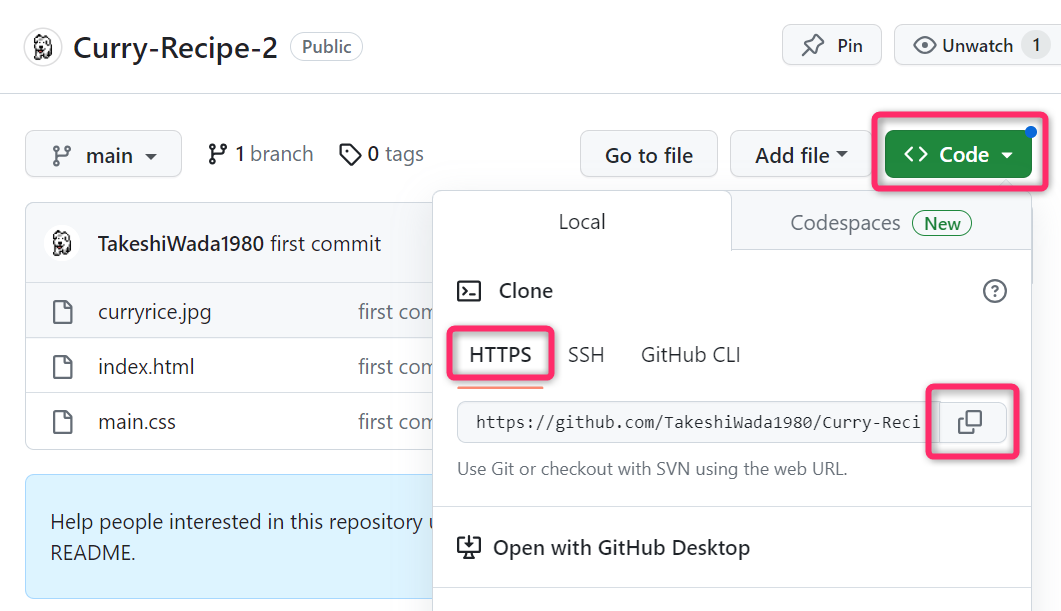 Curry-Recipe-2 Public Pin Unwatch 1
main 1 branch 0 tags Go to file Add file Code
Local Codespaces New
TakeshiWada1980 first commit
Clone
curryrice.jpg first com
HTTPS SSH GitHub CLI
index.html first com
https://github.com/TakeshiWada1980/Curry-Reci
main.css first com
Use Git or checkout with SVN using the web URL.
Help people interested in this repository
README.
Open with GitHub Desktop